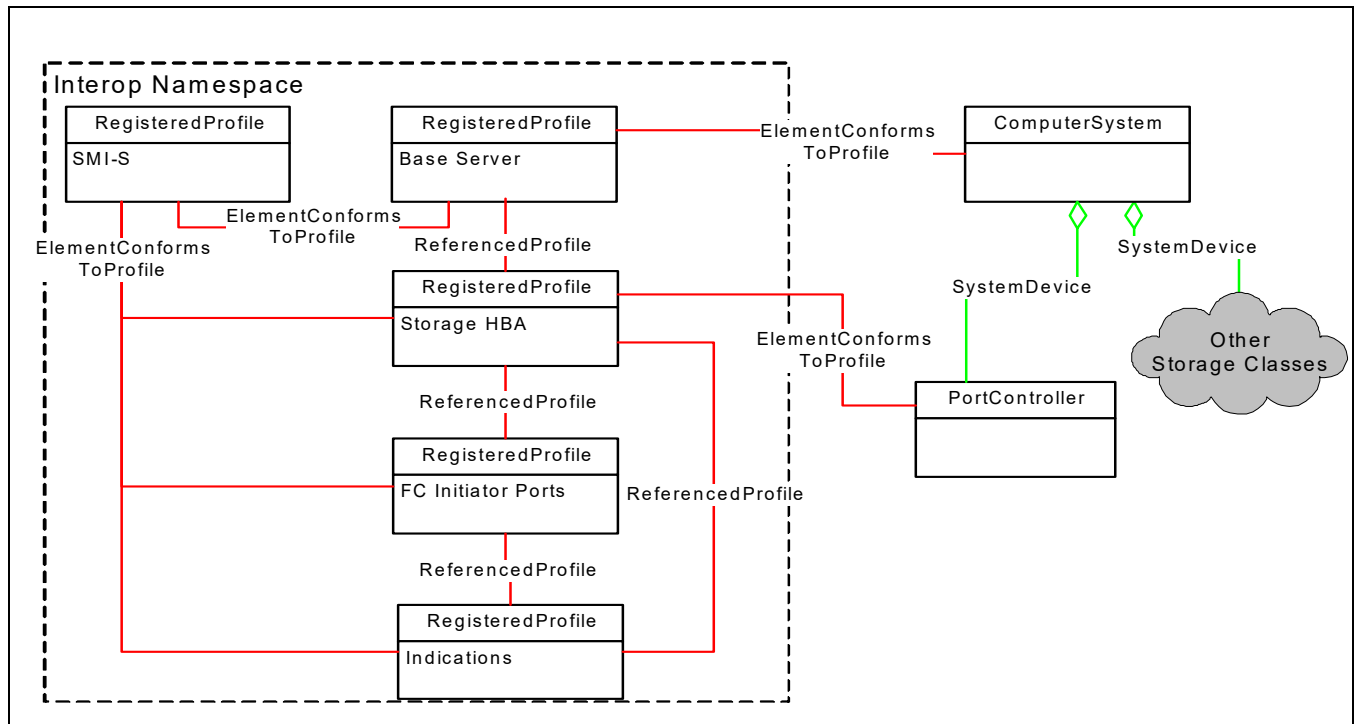 Interop Namespace
RegisteredProfile
SMI-S
RegisteredProfile
Base Server
ElementConforms
ToProfile
ComputerSystem
ElementConforms
ToProfile
ElementConforms
ToProfile
ReferencedProfile
SystemDevice
SystemDevice
RegisteredProfile
Storage HBA
ElementConforms
ToProfile
Other
Storage Classes
PortController
ReferencedProfile
RegisteredProfile
FC Initiator Ports
ReferencedProfile
ReferencedProfile
RegisteredProfile
Indications